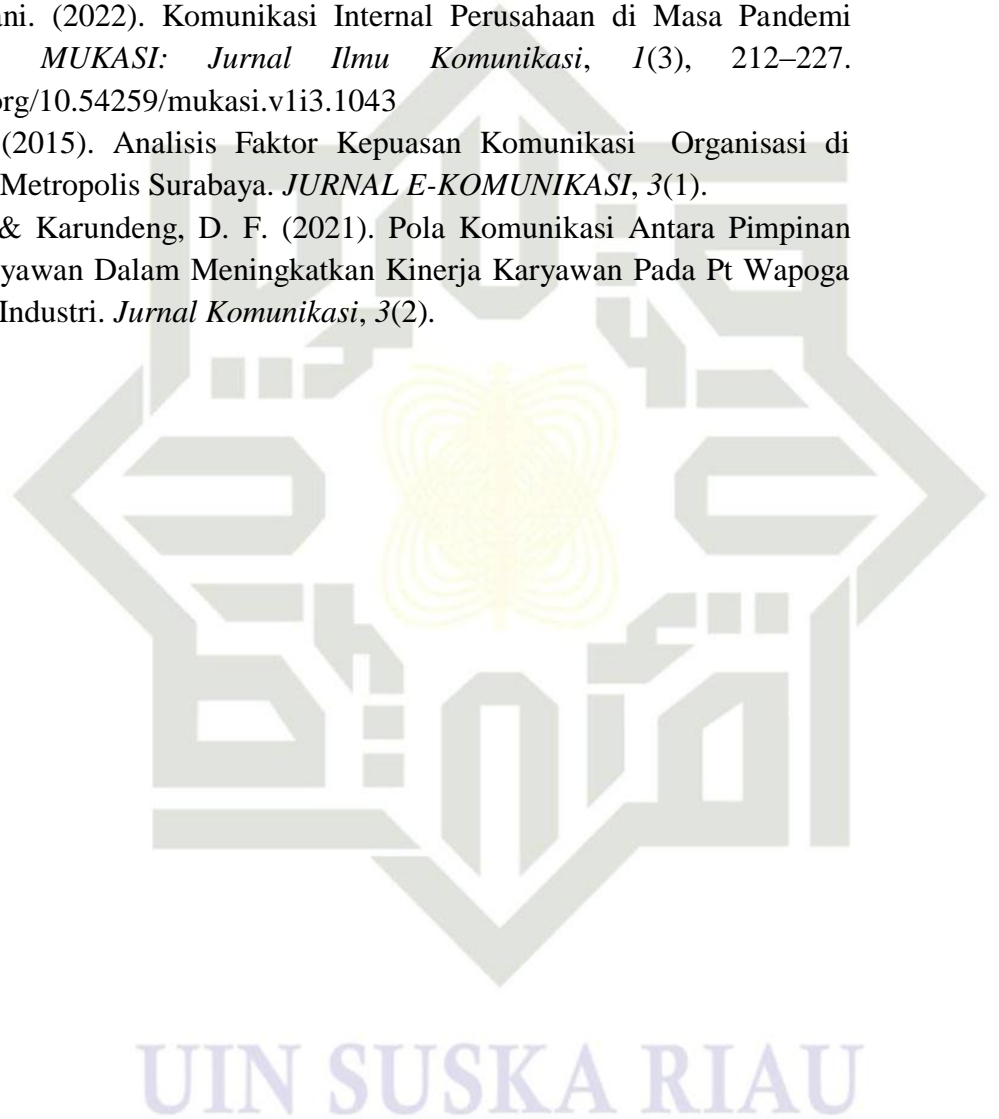 ani. (2022). Komunikasi Internal Perusahaan di Masa Pandemi
MUKASI: Jurnal Ilmu Komunikasi, 1(3), 212–227.
org/10.54259/mukasi.v1i3.1043
(2015). Analisis Faktor Kepuasan Komunikasi Organisasi di
Metropolis Surabaya. JURNAL E-KOMUNIKASI, 3(1).
& Karundeng, D. F. (2021). Pola Komunikasi Antara Pimpinan
yawan Dalam Meningkatkan Kinerja Karyawan Pada Pt Wapoga
Industri. Jurnal Komunikasi, 3(2).
UIN SUSKA RIAU